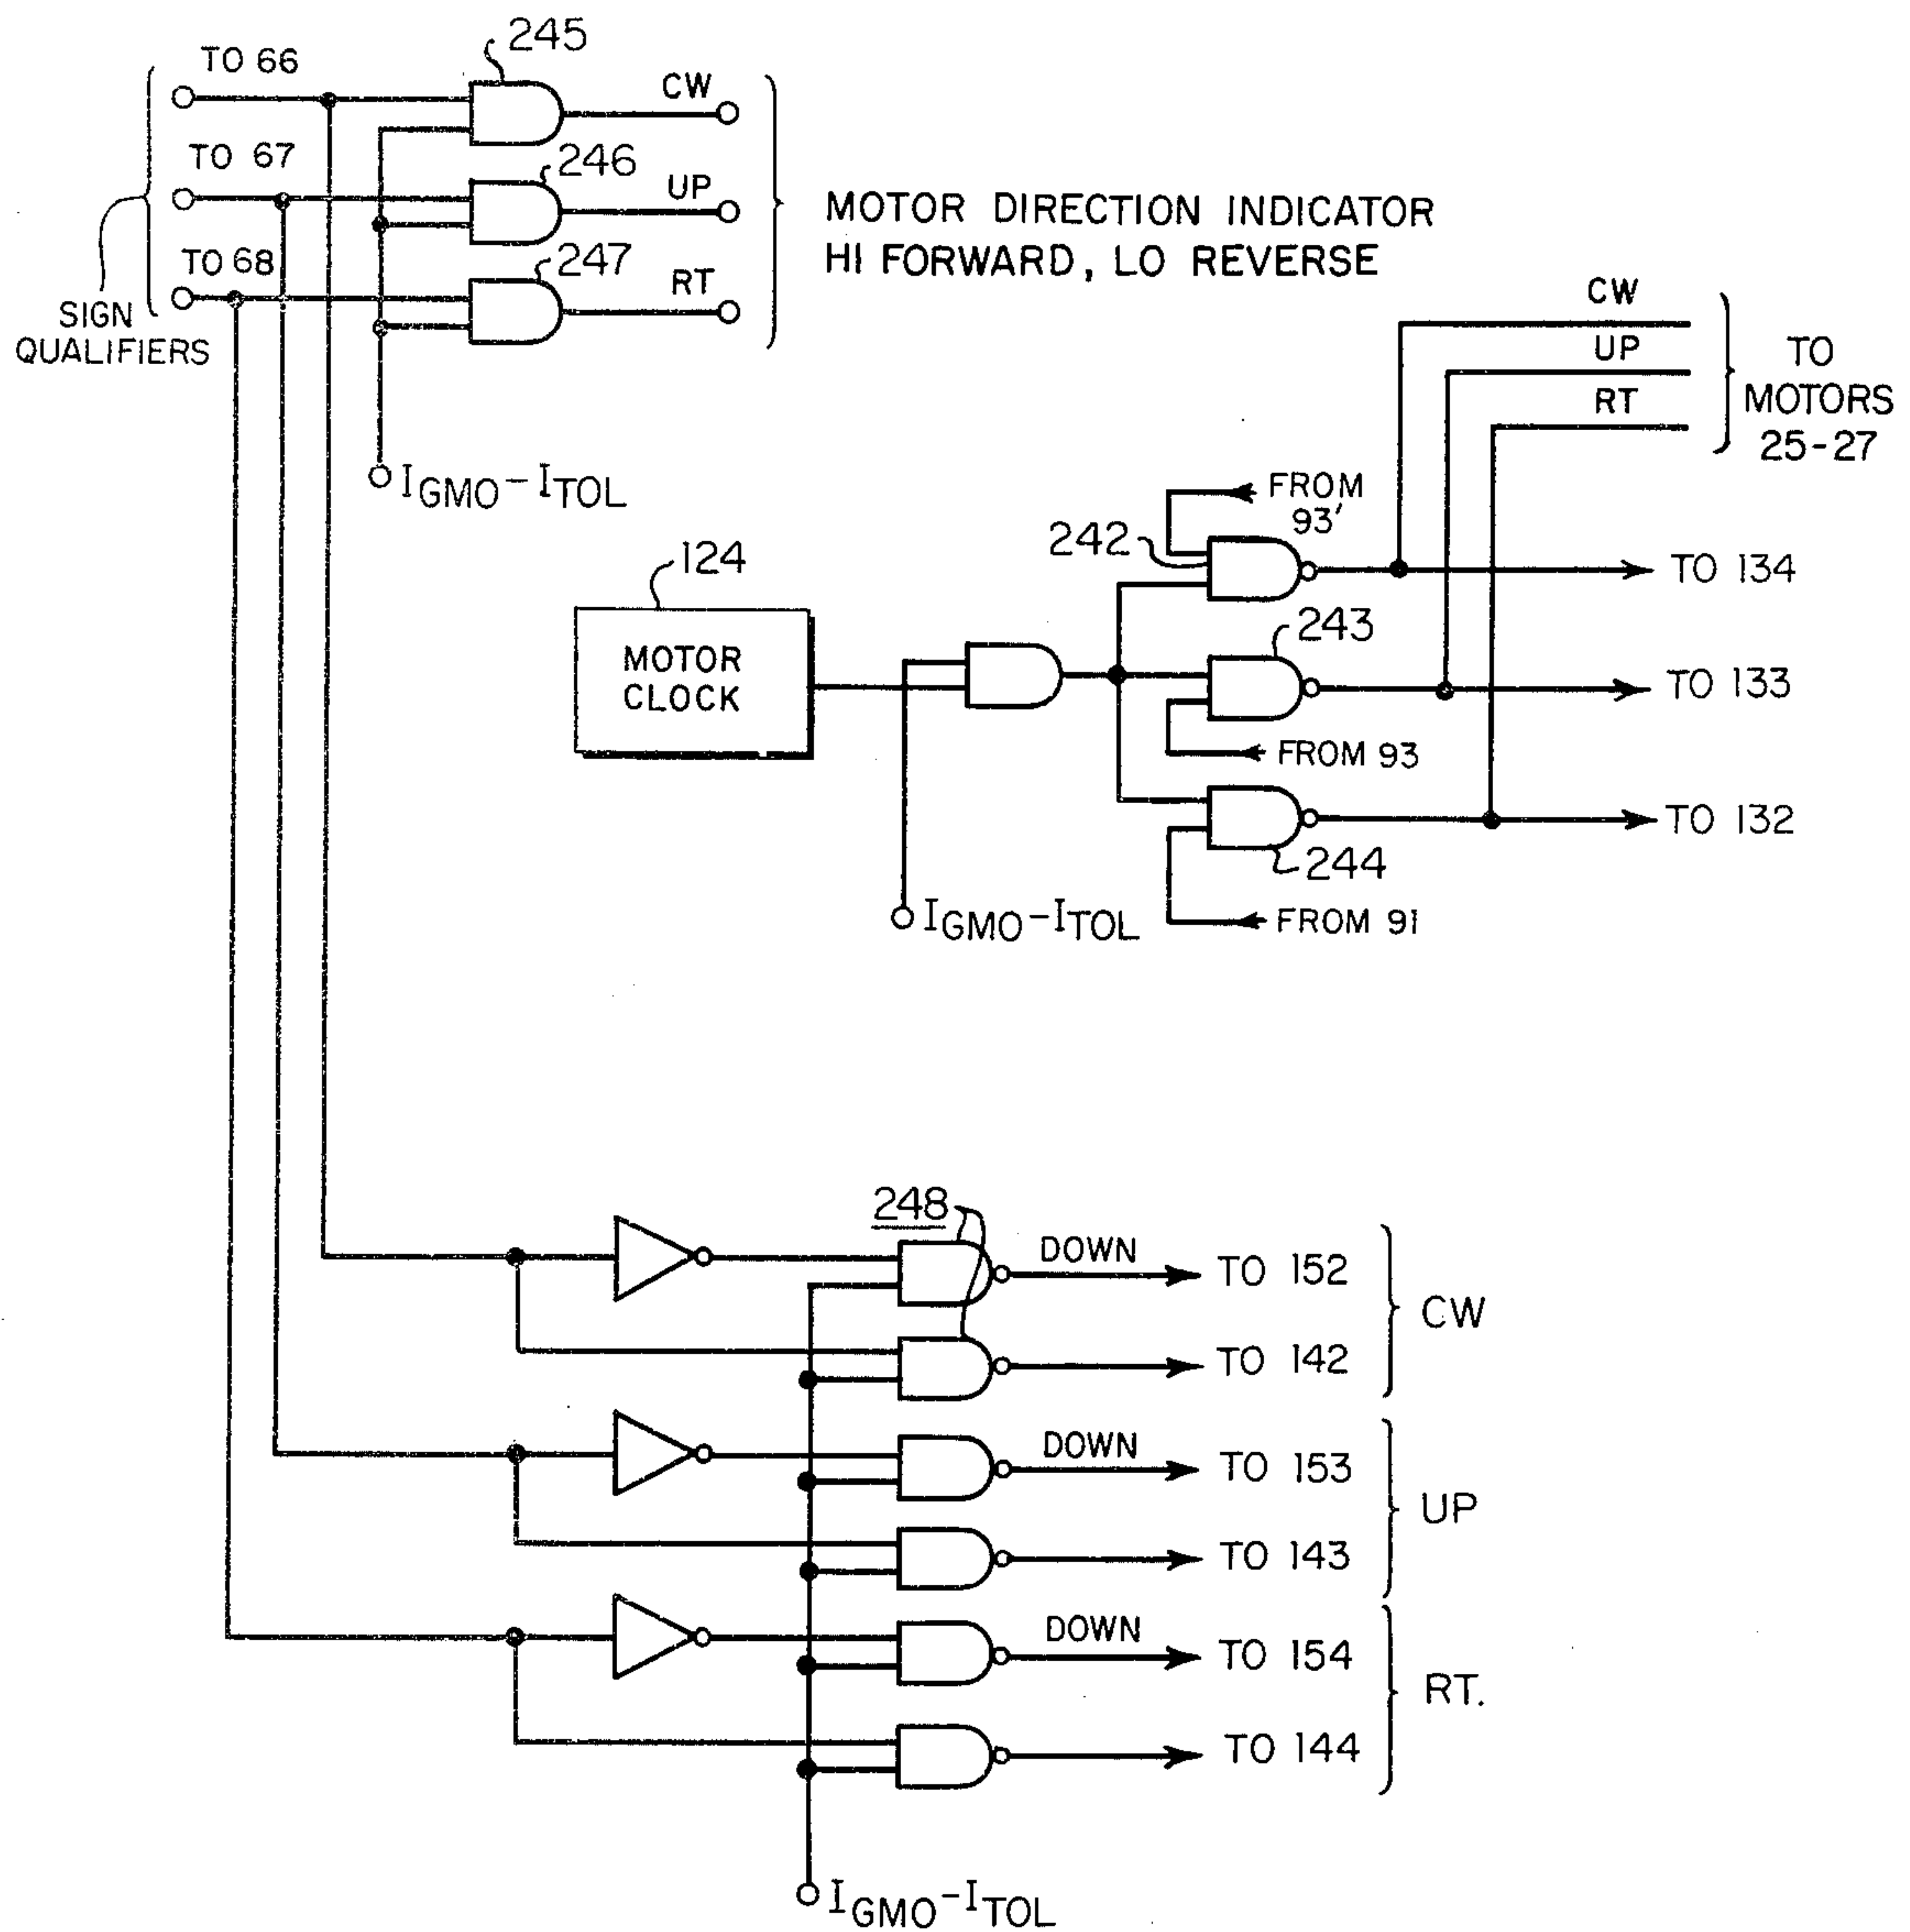 245
TO 66
CW
TO 67
246
UP
TO 68
247
RT
SIGN
QUALIFIERS
MOTOR DIRECTION INDICATOR
HI FORWARD, LO REVERSE
IGMO-ITOL
CW
UP
RT
TO
MOTORS
25-27
FROM
93'
242
TO 134
124
MOTOR
CLOCK
243
TO 133
FROM 93
TO 132
244
IGMO-ITOL
FROM 91
248
DOWN
TO 152
CW
TO 142
DOWN
TO 153
UP
TO 143
DOWN
TO 154
RT.
TO 144
IGMO-ITOL